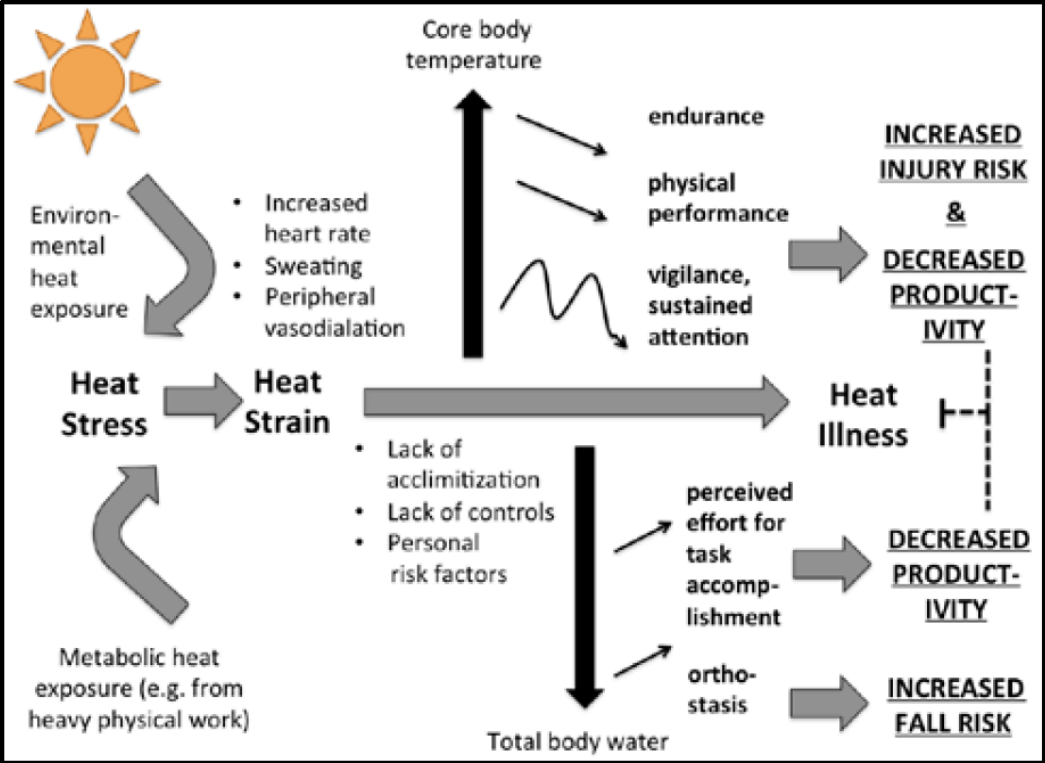 Core body
temperature
endurance
INCREASED
INJURY RISK
&
DECREASED
PRODUCT-
IVITY
physical
performance
vigilance,
sustained
attention
Environ-
mental
heat
exposure
• Increased
heart rate
• Sweating
• Peripheral
vasodialation
Heat
Stress
Heat
Strain
Heat
Illness
• Lack of
acclimitization
• Lack of controls
• Personal
risk factors
perceived
effort for
task
accomp-
lishment
DECREASED
PRODUCT-
IVITY
Metabolic heat
exposure (e.g. from
heavy physical work)
ortho-
stasis
INCREASED
FALL RISK
Total body water